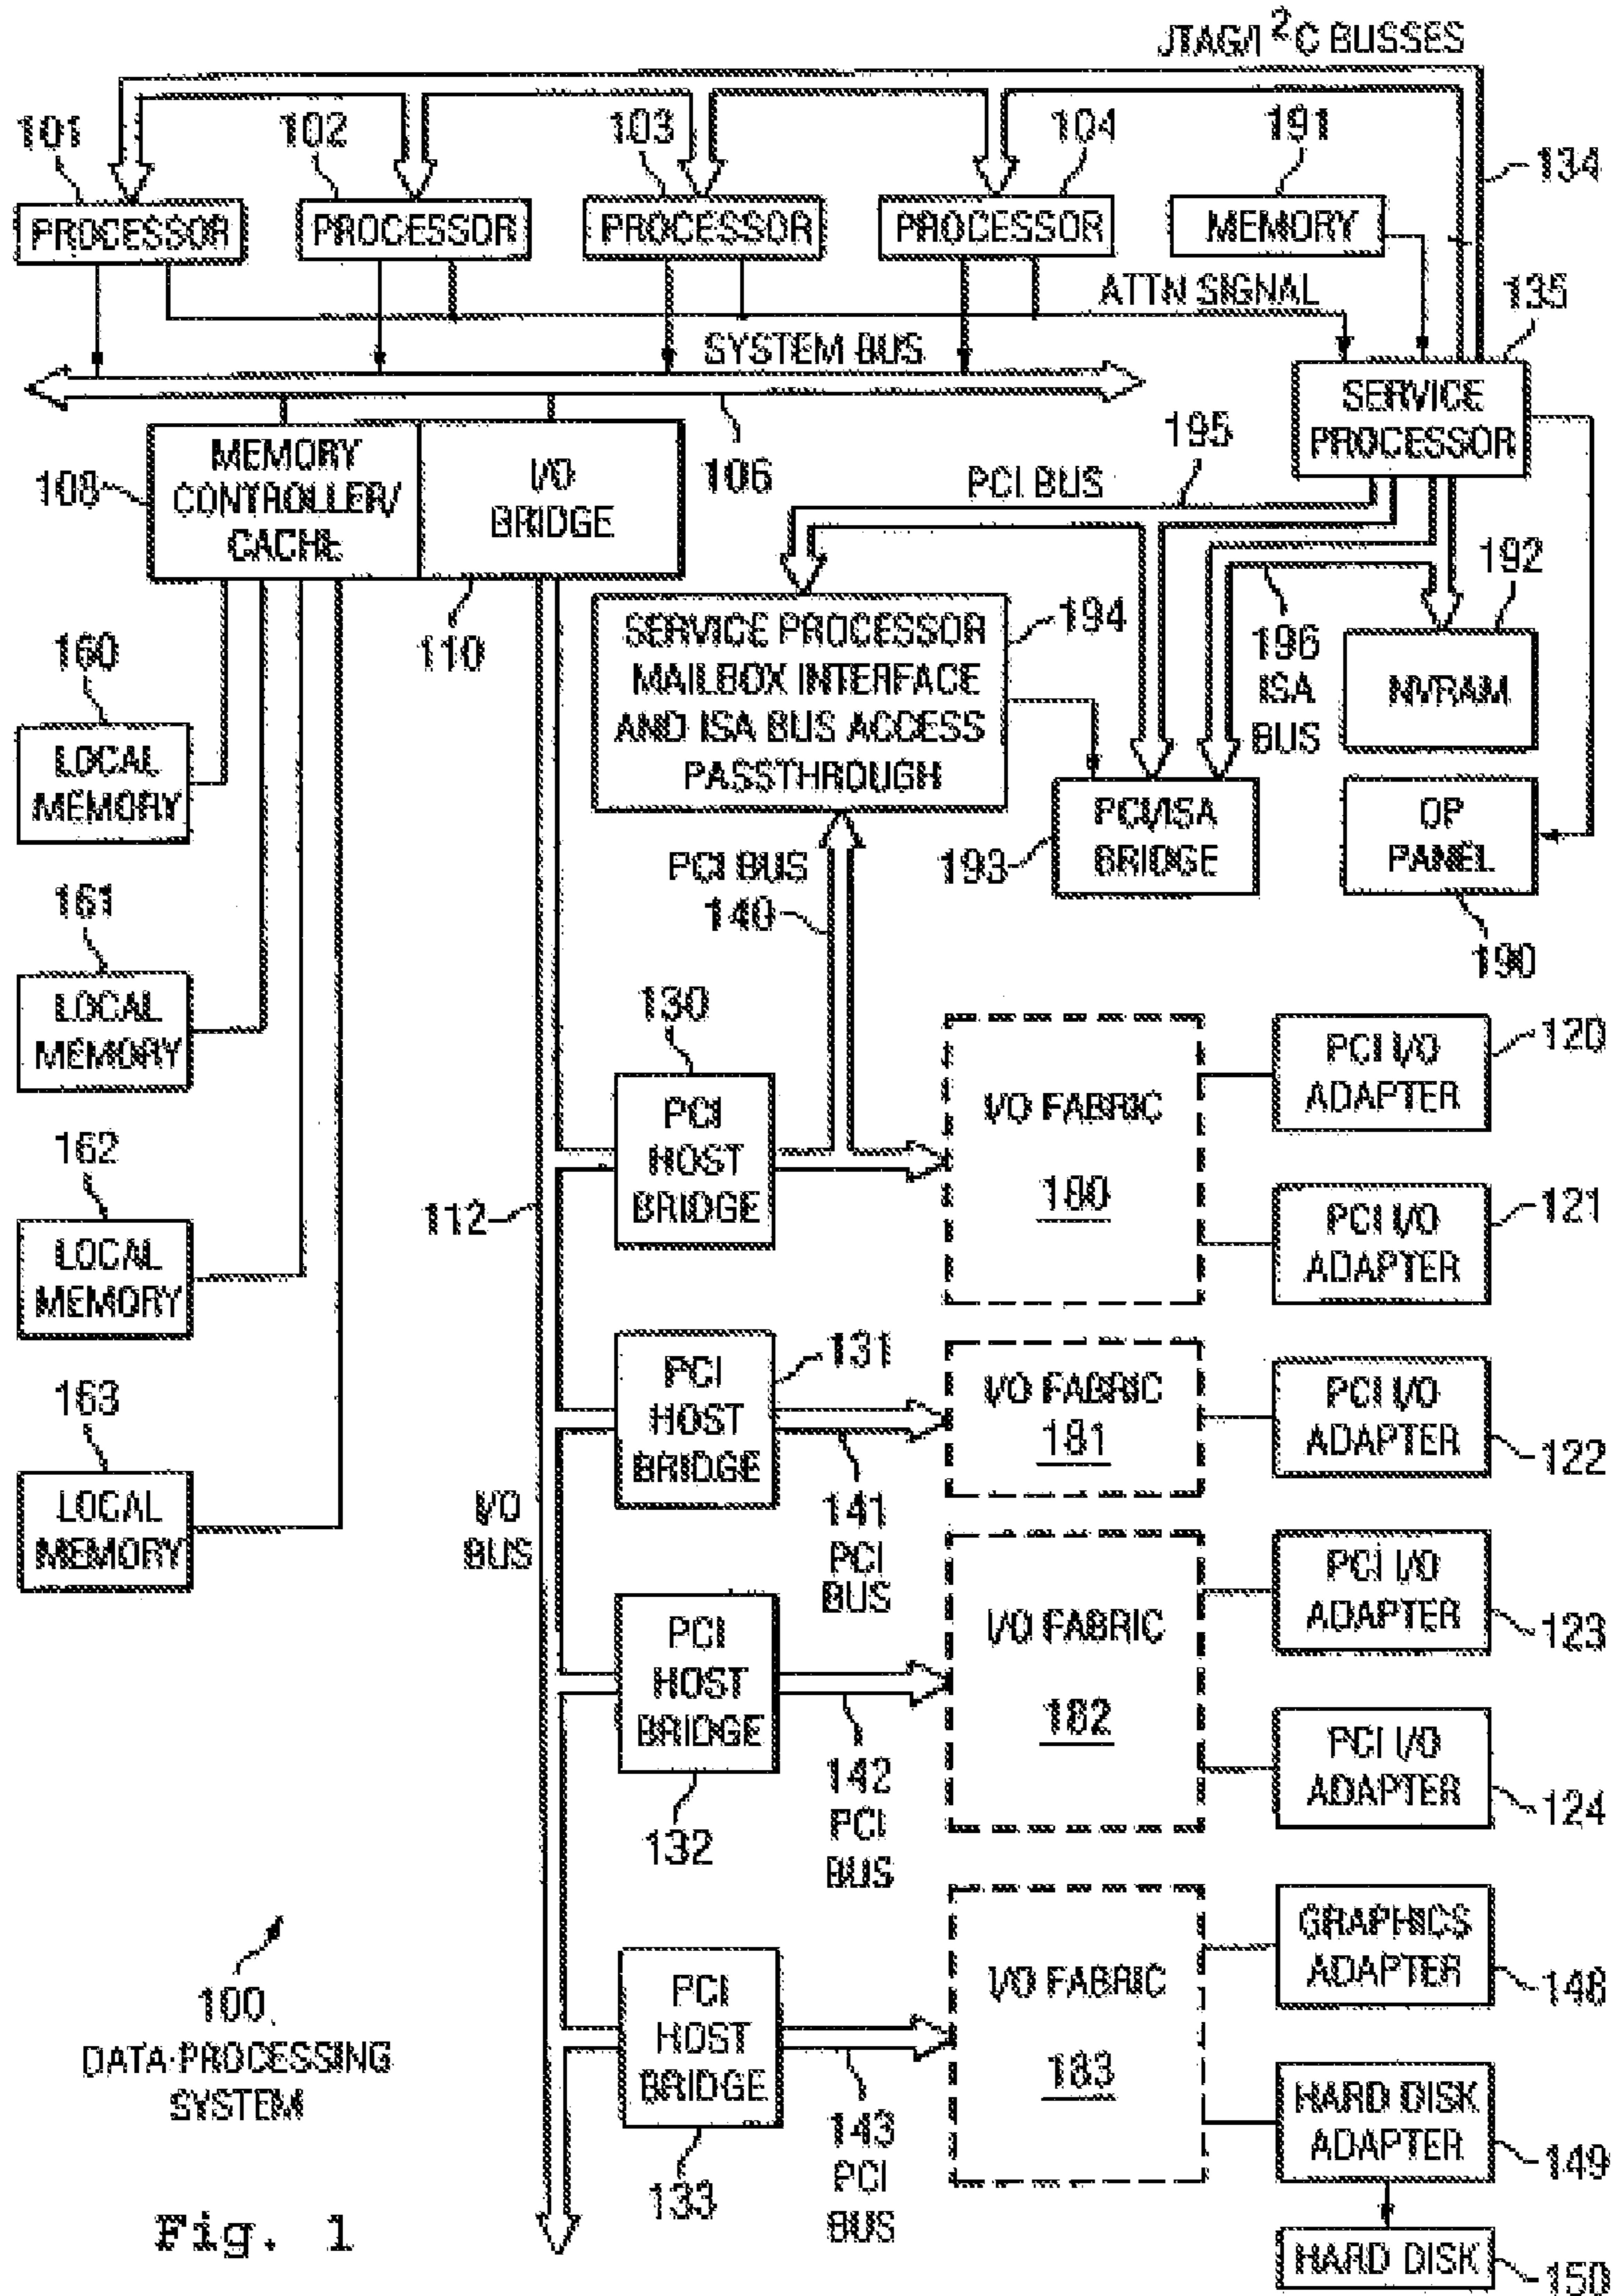 JTAG/I²C BUSSES
101
102
103
104
191
134
PROCESSOR
PROCESSOR
PROCESSOR
PROCESSOR
MEMORY
ATTN SIGNAL
135
SYSTEM BUS
SERVICE
PROCESSOR
195
108
MEMORY
CONTROLLER/
CACHE
I/O
BRIDGE
106
PCI BUS
192
110
SERVICE PROCESSOR
MAILBOX INTERFACE
AND ISA BUS ACCESS
PASSTHROUGH
194
196
ISA
BUS
NVRAM
160
LOCAL
MEMORY
PCI BUS
140
193
PCI/ISA
BRIDGE
OP
PANEL
190
161
LOCAL
MEMORY
130
PCI
HOST
BRIDGE
I/O FABRIC
180
PCI I/O
ADAPTER
120
PCI I/O
ADAPTER
121
162
LOCAL
MEMORY
112
PCI
HOST
BRIDGE
131
I/O FABRIC
181
PCI I/O
ADAPTER
122
163
LOCAL
MEMORY
I/O
BUS
141
PCI
BUS
PCI
HOST
BRIDGE
132
142
PCI
BUS
I/O FABRIC
182
PCI I/O
ADAPTER
123
PCI I/O
ADAPTER
124
100
DATA PROCESSING
SYSTEM
PCI
HOST
BRIDGE
133
143
PCI
BUS
I/O FABRIC
183
GRAPHICS
ADAPTER
148
HARD DISK
ADAPTER
149
HARD DISK
150
Fig. 1